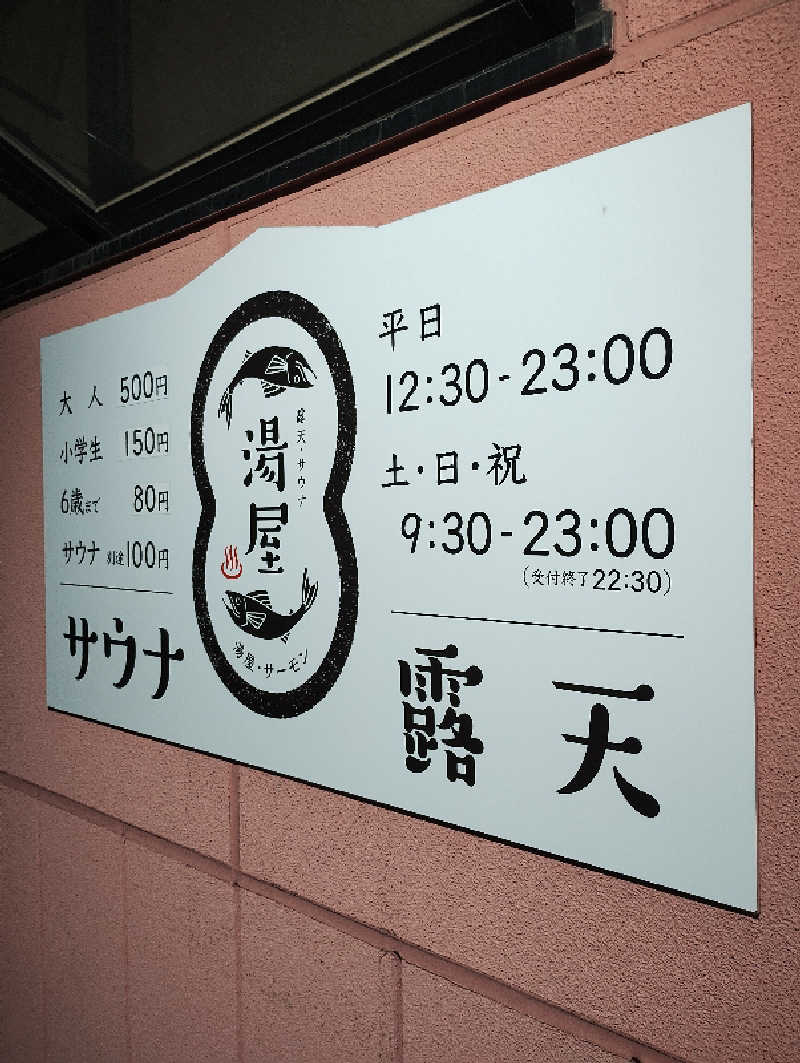 大人 500円
小学生 150円
6歳まで 80円
サウナ 別途100円
サウナ
露天・サウナ
湯屋
・サーモン
平日
12:30-23:00
土・日・祝
9:30-23:00
(受付終了22:30)
露天